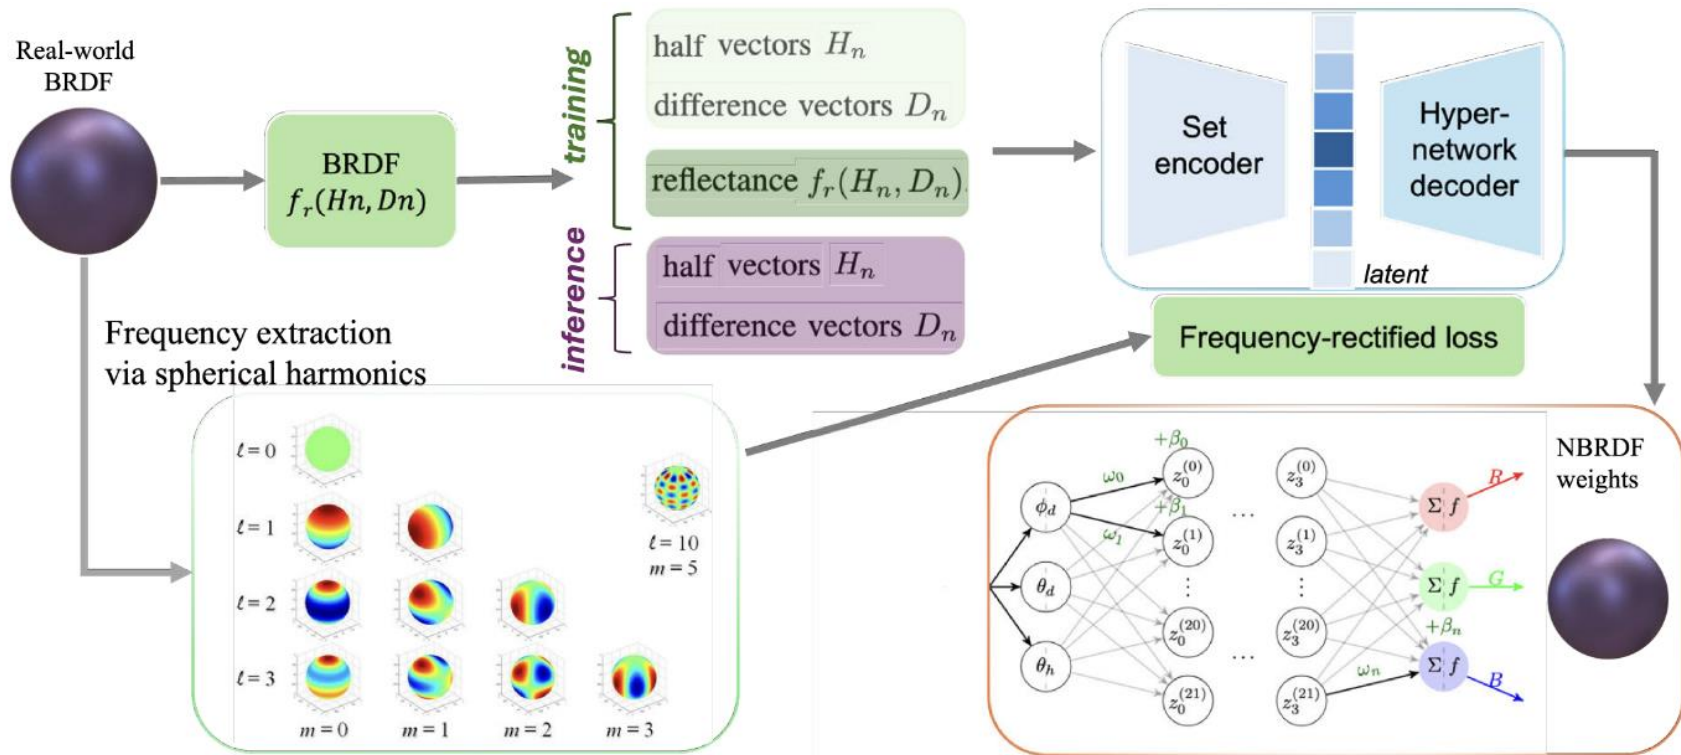 Real-world
BRDF
BRDF
f_r(Hn, Dn)
training
half vectors H_n
difference vectors D_n
reflectance f_r(H_n, D_n).
inference
half vectors H_n
difference vectors D_n
Set
encoder
Hyper-
network
decoder
latent
Frequency-rectified loss
Frequency extraction
via spherical harmonics
ℓ = 0
ℓ = 1
ℓ = 2
ℓ = 3
m = 0 m = 1 m = 2 m = 3
ℓ = 10
m = 5
NBRDF
weights
ϕ_d
θ_d
θ_h
ω_0
ω_1
+β_0
+β_1
z_0^(0)
z_0^(1)
⋮
z_0^(20)
z_0^(21)
...
...
z_3^(0)
z_3^(1)
⋮
z_3^(20)
z_3^(21)
ω_n
+β_n
Σ f
Σ f
Σ f
R
G
B